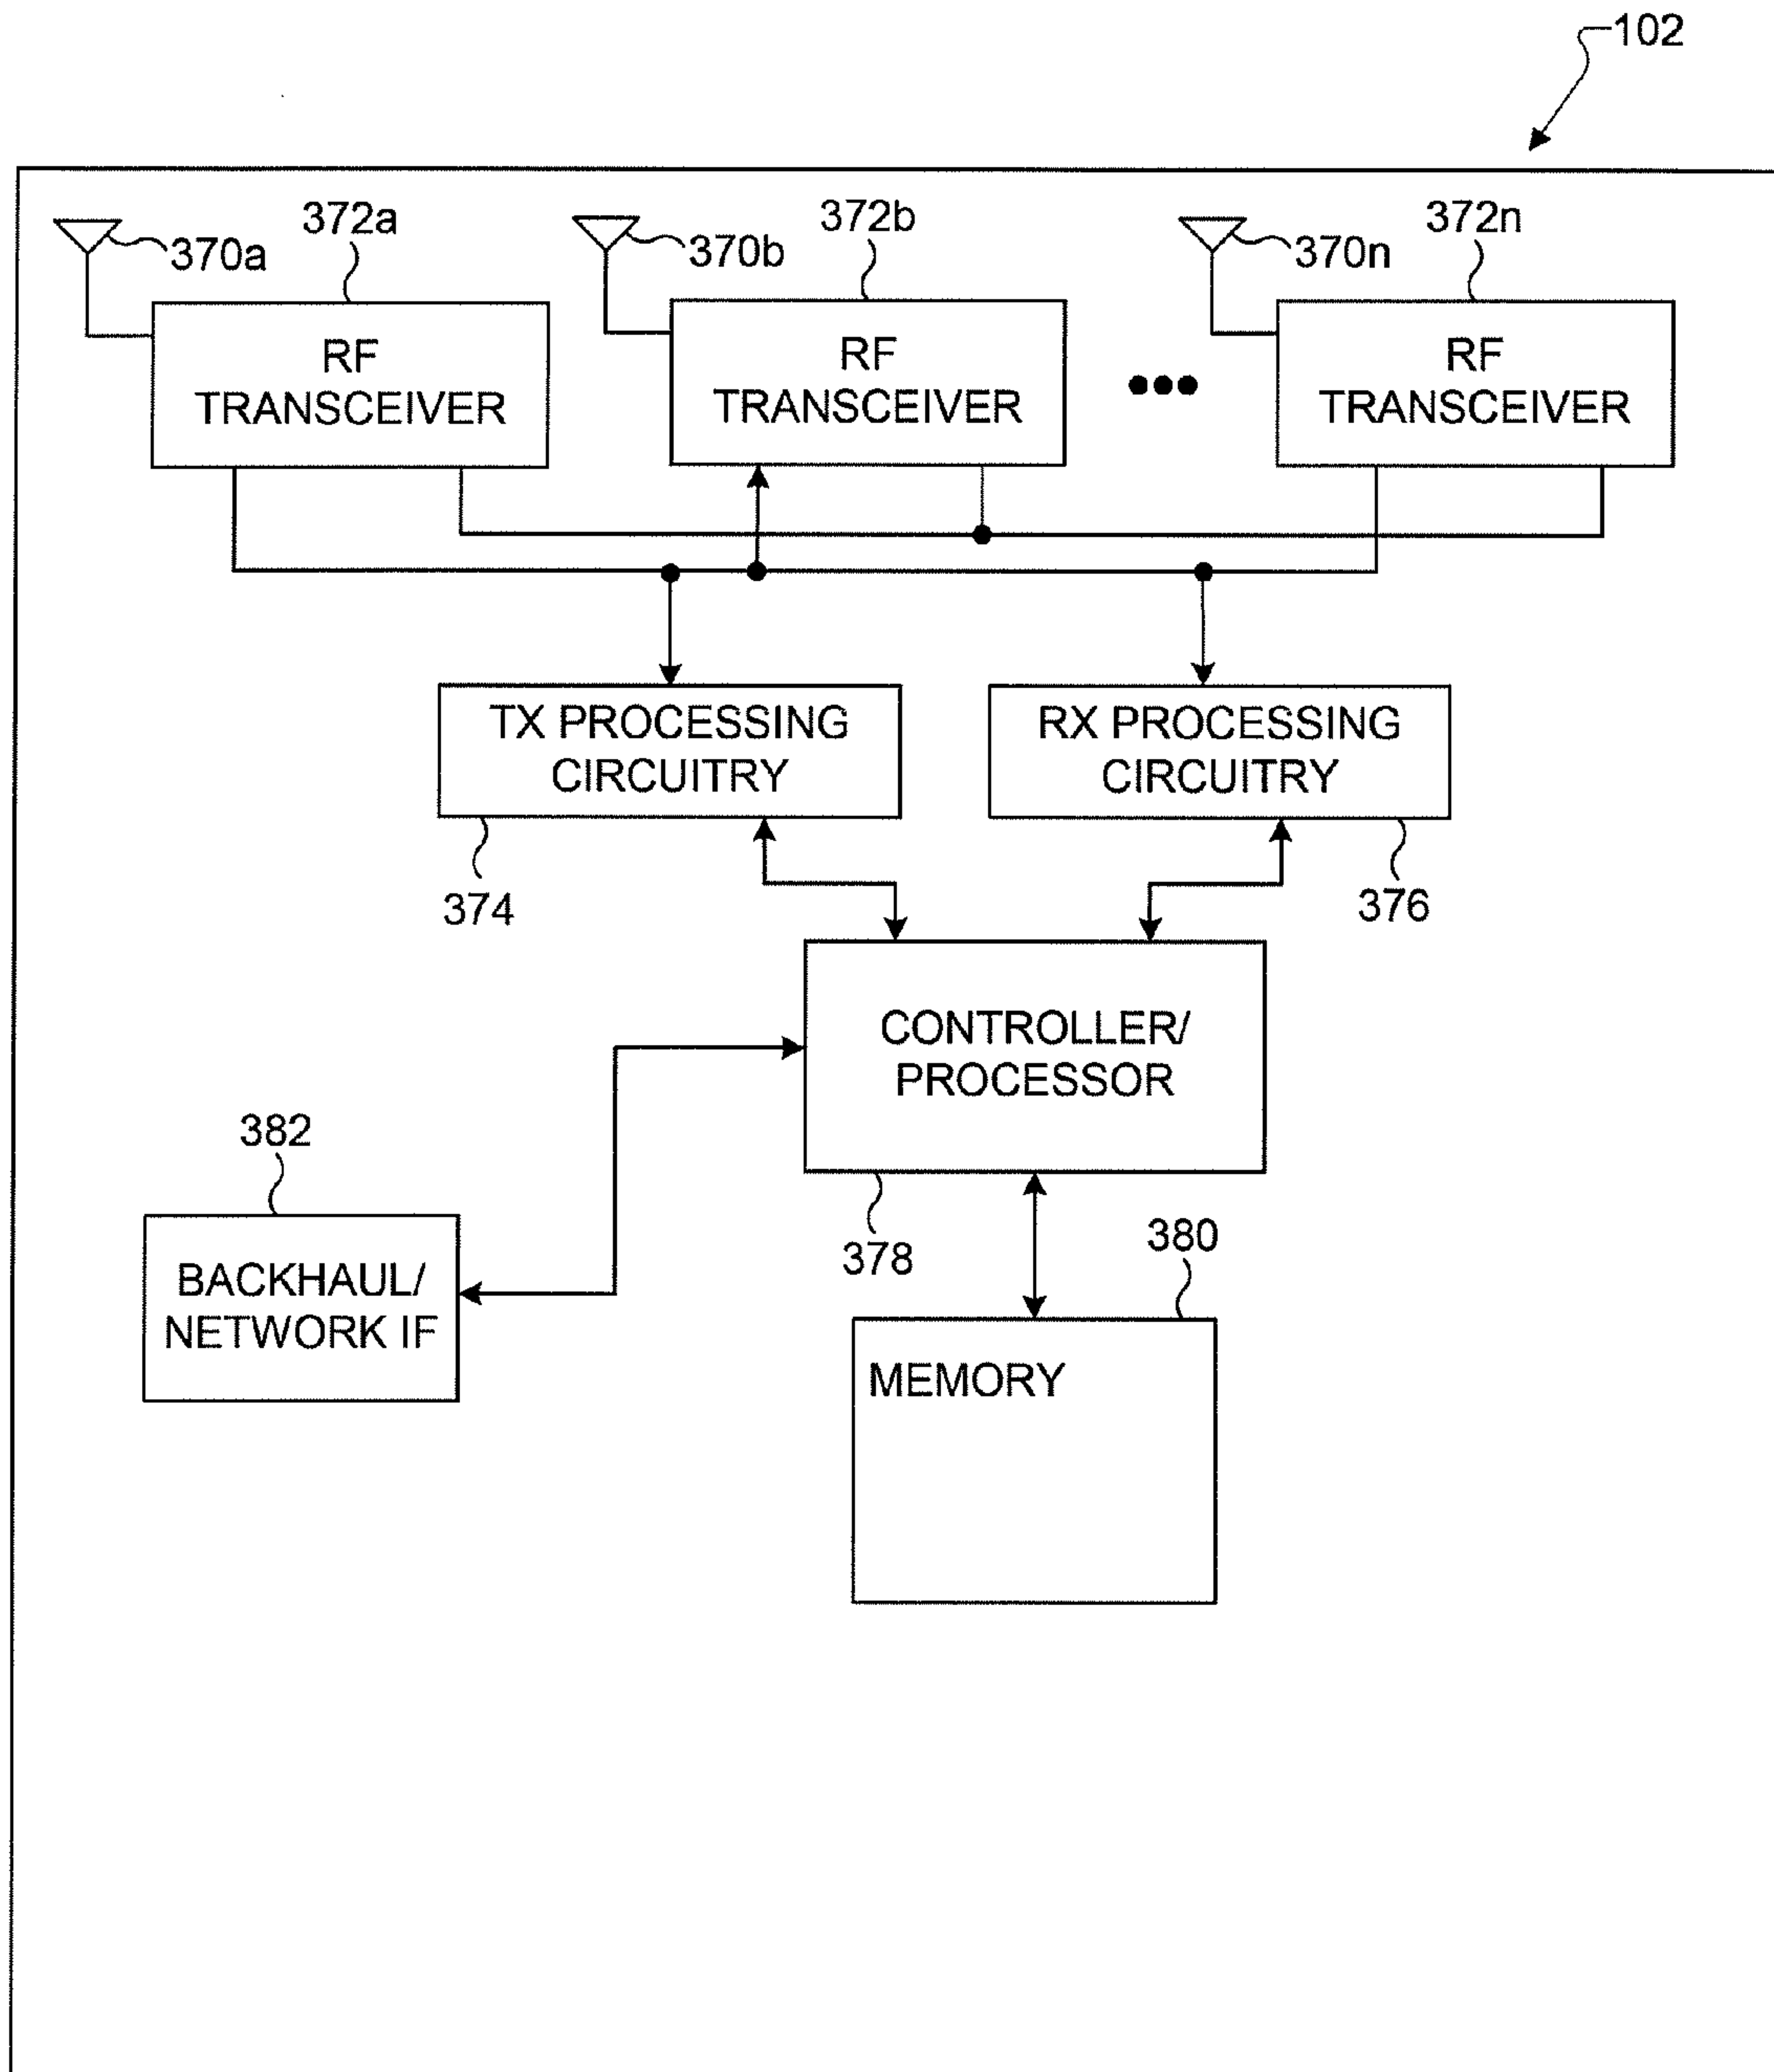 102
370a
372a
370b
372b
370n
372n
RF
TRANSCEIVER
RF
TRANSCEIVER
RF
TRANSCEIVER
TX PROCESSING
CIRCUITRY
RX PROCESSING
CIRCUITRY
374
376
CONTROLLER/
PROCESSOR
382
378
380
BACKHAUL/
NETWORK IF
MEMORY